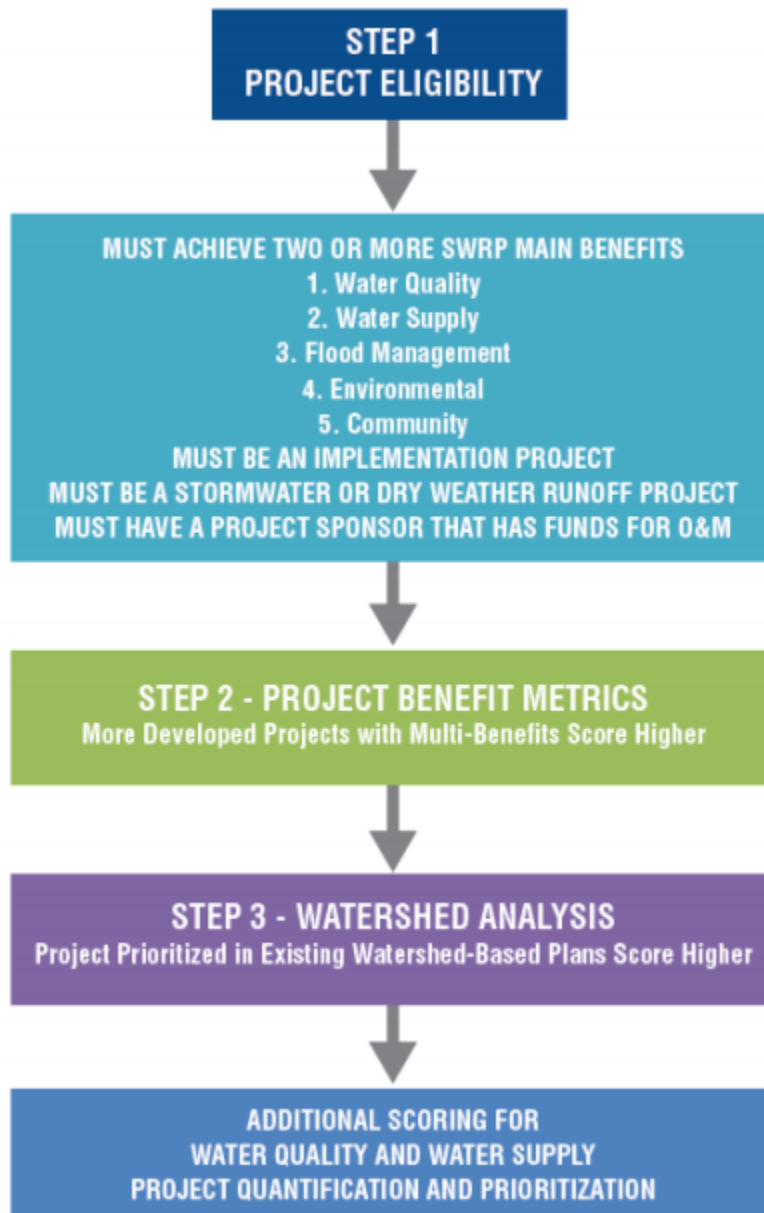 STEP 1
PROJECT ELIGIBILITY
MUST ACHIEVE TWO OR MORE SWRP MAIN BENEFITS
1. Water Quality
2. Water Supply
3. Flood Management
4. Environmental
5. Community
MUST BE AN IMPLEMENTATION PROJECT
MUST BE A STORMWATER OR DRY WEATHER RUNOFF PROJECT
MUST HAVE A PROJECT SPONSOR THAT HAS FUNDS FOR O&M
STEP 2 - PROJECT BENEFIT METRICS
More Developed Projects with Multi-Benefits Score Higher
STEP 3 - WATERSHED ANALYSIS
Project Prioritized in Existing Watershed-Based Plans Score Higher
ADDITIONAL SCORING FOR
WATER QUALITY AND WATER SUPPLY
PROJECT QUANTIFICATION AND PRIORITIZATION